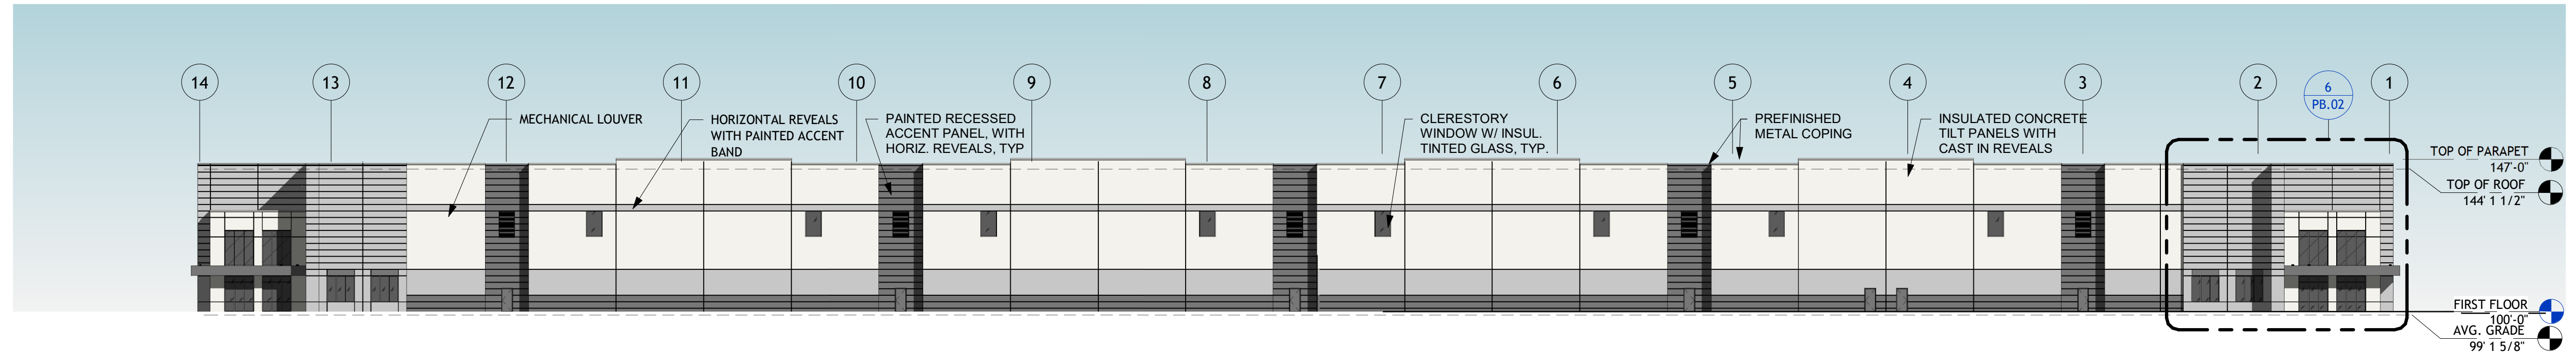 14
13
12
11
10
9
8
7
6
5
4
3
2
6
PB.02
1
MECHANICAL LOUVER
HORIZONTAL REVEALS
WITH PAINTED ACCENT
BAND
PAINTED RECESSED
ACCENT PANEL, WITH
HORIZ. REVEALS, TYP
CLERESTORY
WINDOW W/ INSUL.
TINTED GLASS, TYP.
PREFINISHED
METAL COPING
INSULATED CONCRETE
TILT PANELS WITH
CAST IN REVEALS
TOP OF PARAPET
147'-0"
TOP OF ROOF
144' 1 1/2"
FIRST FLOOR
100'-0"
AVG. GRADE
99' 1 5/8"